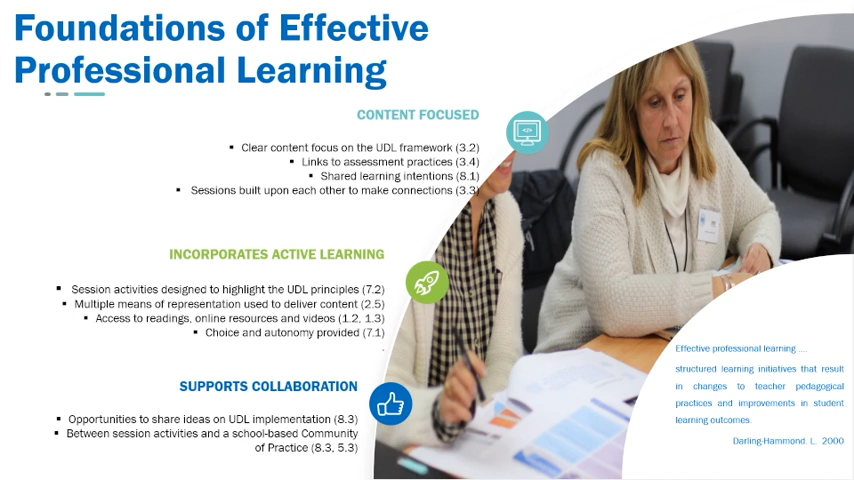 Foundations of Effective
Professional Learning
CONTENT FOCUSED
▪ Clear content focus on the UDL framework (3.2)
▪ Links to assessment practices (3.4)
▪ Shared learning intentions (8.1)
▪ Sessions built upon each other to make connections (3.3)
INCORPORATES ACTIVE LEARNING
▪ Session activities designed to highlight the UDL principles (7.2)
▪ Multiple means of representation used to deliver content (2.5)
▪ Access to readings, online resources and videos (1.2, 1.3)
▪ Choice and autonomy provided (7.1)
.
SUPPORTS COLLABORATION
▪ Opportunities to share ideas on UDL implementation (8.3)
▪ Between session activities and a school-based Community
of Practice (8.3, 5.3)
Effective professional learning ....
structured learning initiatives that result
in changes to teacher pedagogical
practices and improvements in student
learning outcomes.
Darling-Hammond. L. 2000